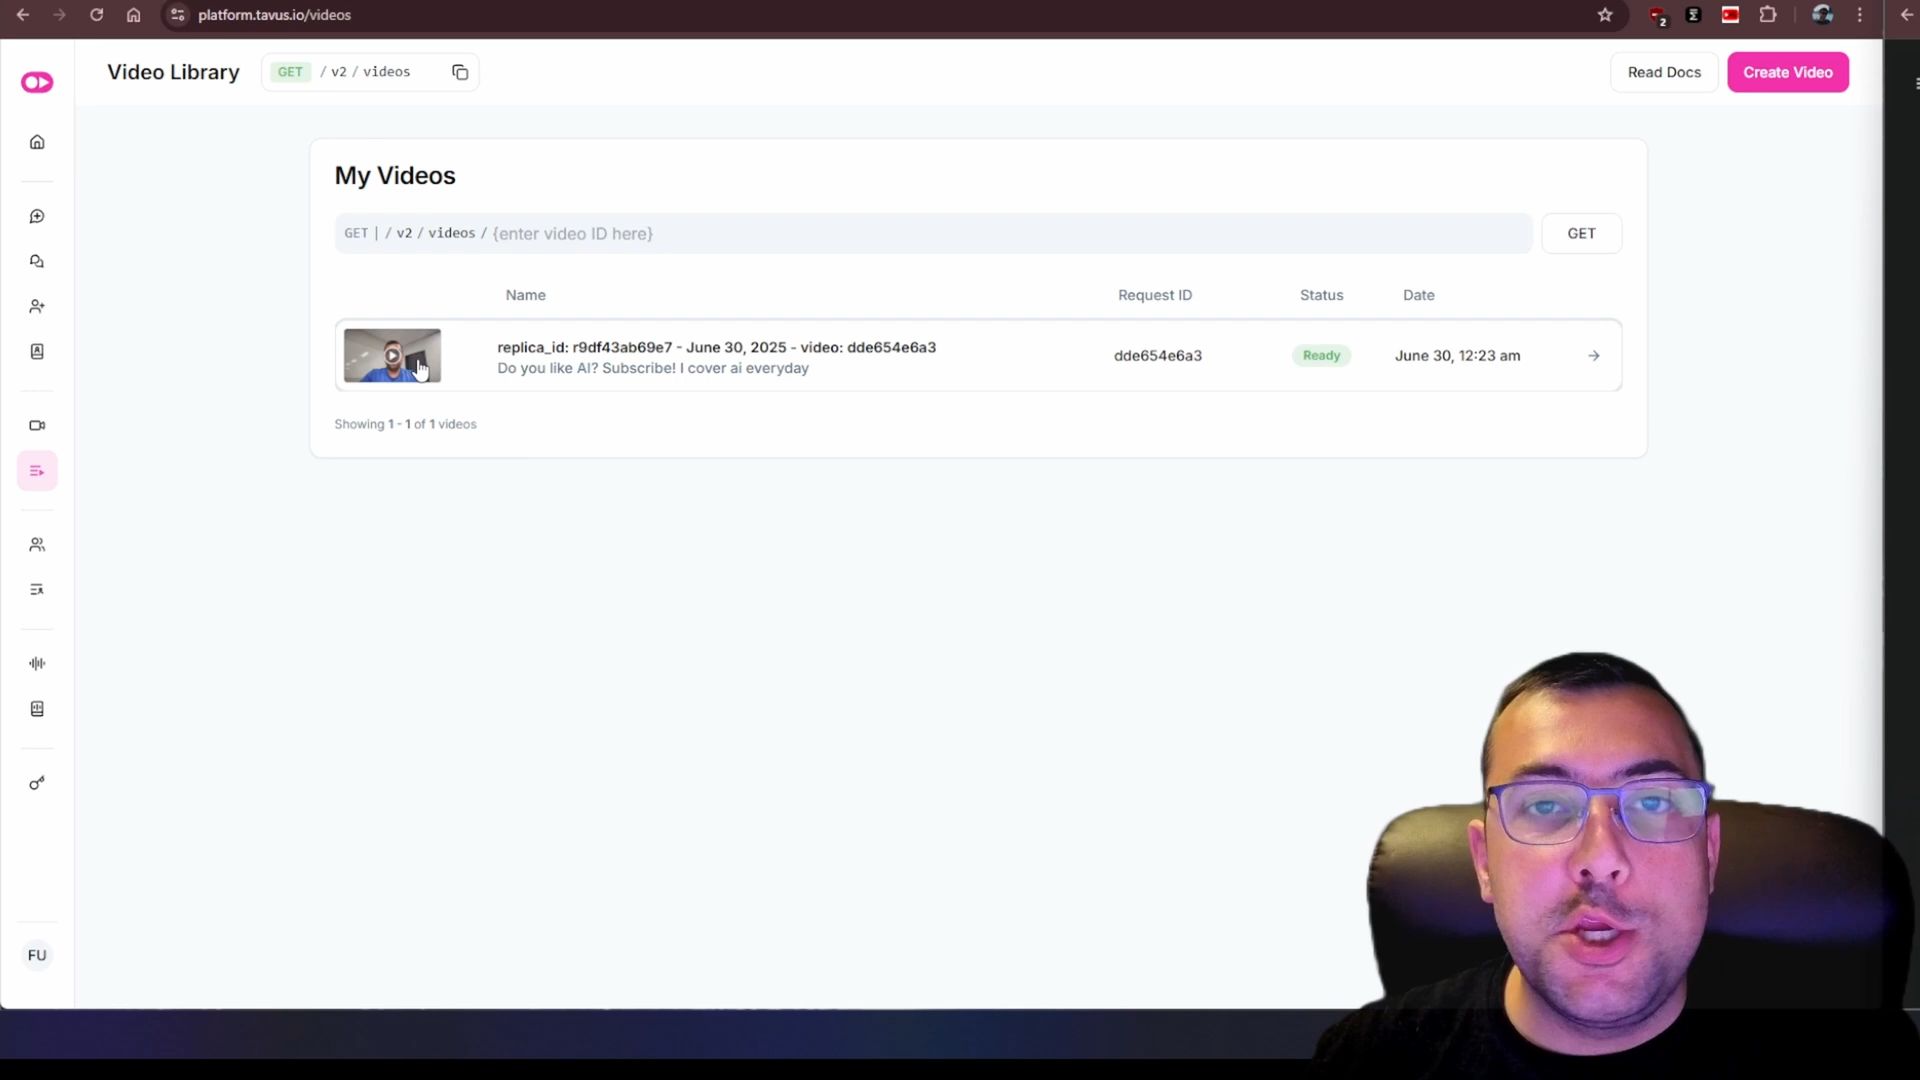 platform.tavus.io/videos
2
Video Library
GET / v2 / videos
Read Docs
Create Video
My Videos
GET | / v2 / videos / {enter video ID here}
GET
Name
Request ID
Status
Date
replica_id: r9df43ab69e7 - June 30, 2025 - video: dde654e6a3
Do you like AI? Subscribe! I cover ai everyday
dde654e6a3
Ready
June 30, 12:23 am
Showing 1 - 1 of 1 videos
FU